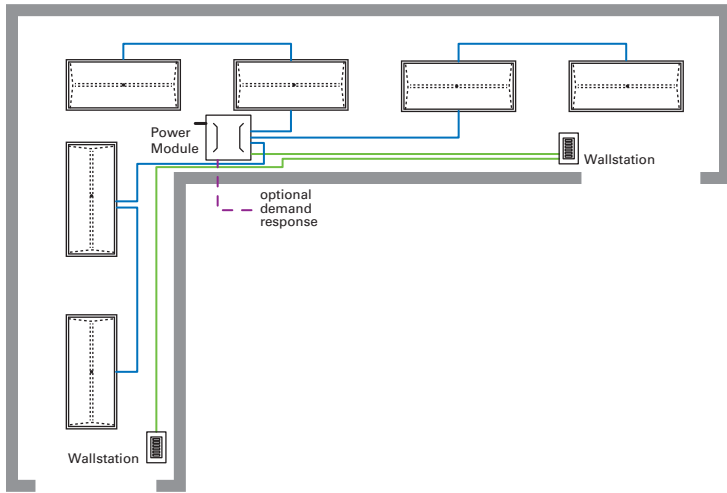 Power
Module
Wallstation
optional
demand
response
Wallstation